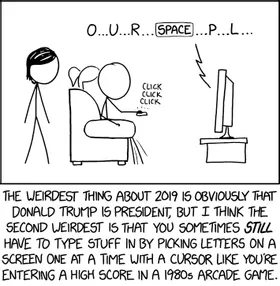 O...U...R... SPACE ...P...L...
CLICK
CLICK
CLICK
THE WEIRDEST THING ABOUT 2019 IS OBVIOUSLY THAT
DONALD TRUMP IS PRESIDENT, BUT I THINK THE
SECOND WEIRDEST IS THAT YOU SOMETIMES STILL
HAVE TO TYPE STUFF IN BY PICKING LETTERS ON A
SCREEN ONE AT A TIME WITH A CURSOR LIKE YOU'RE
ENTERING A HIGH SCORE IN A 1980s ARCADE GAME.